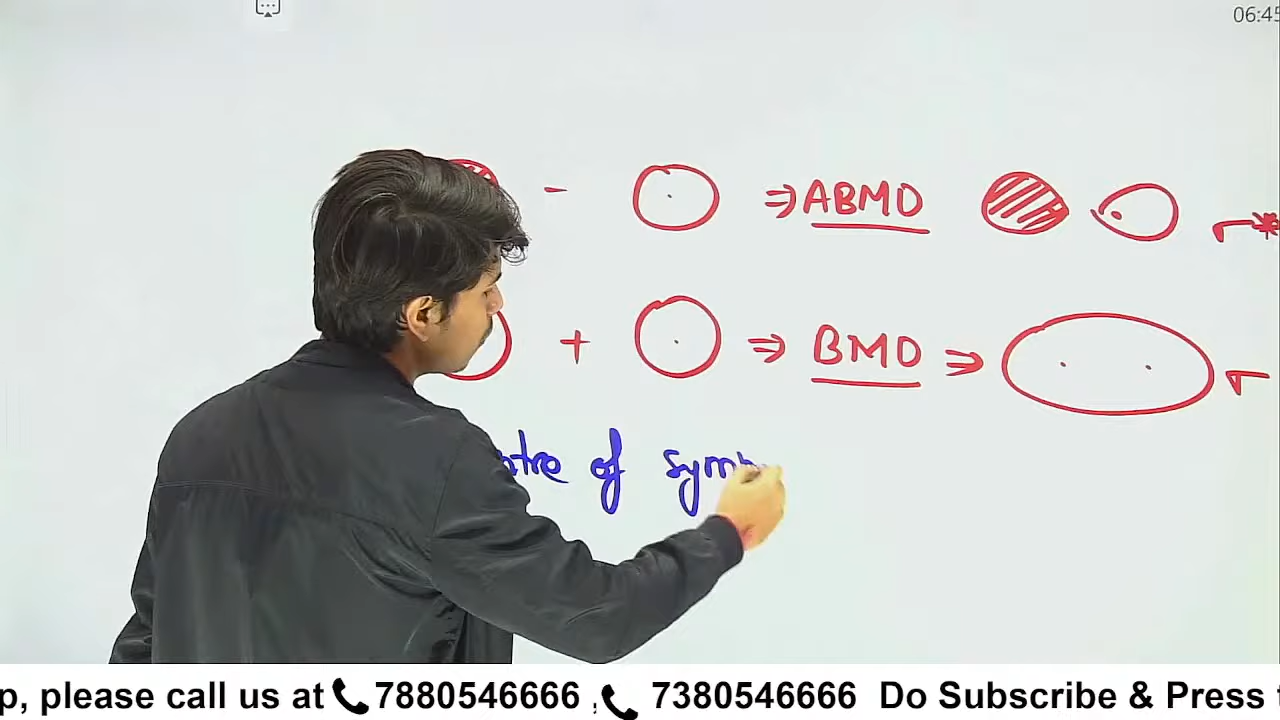 06:45
- ⇒ ABMO σ*
+ ⇒ BMO ⇒ σ
of
p, please call us at 7880546666 , 7380546666 Do Subscribe & Press